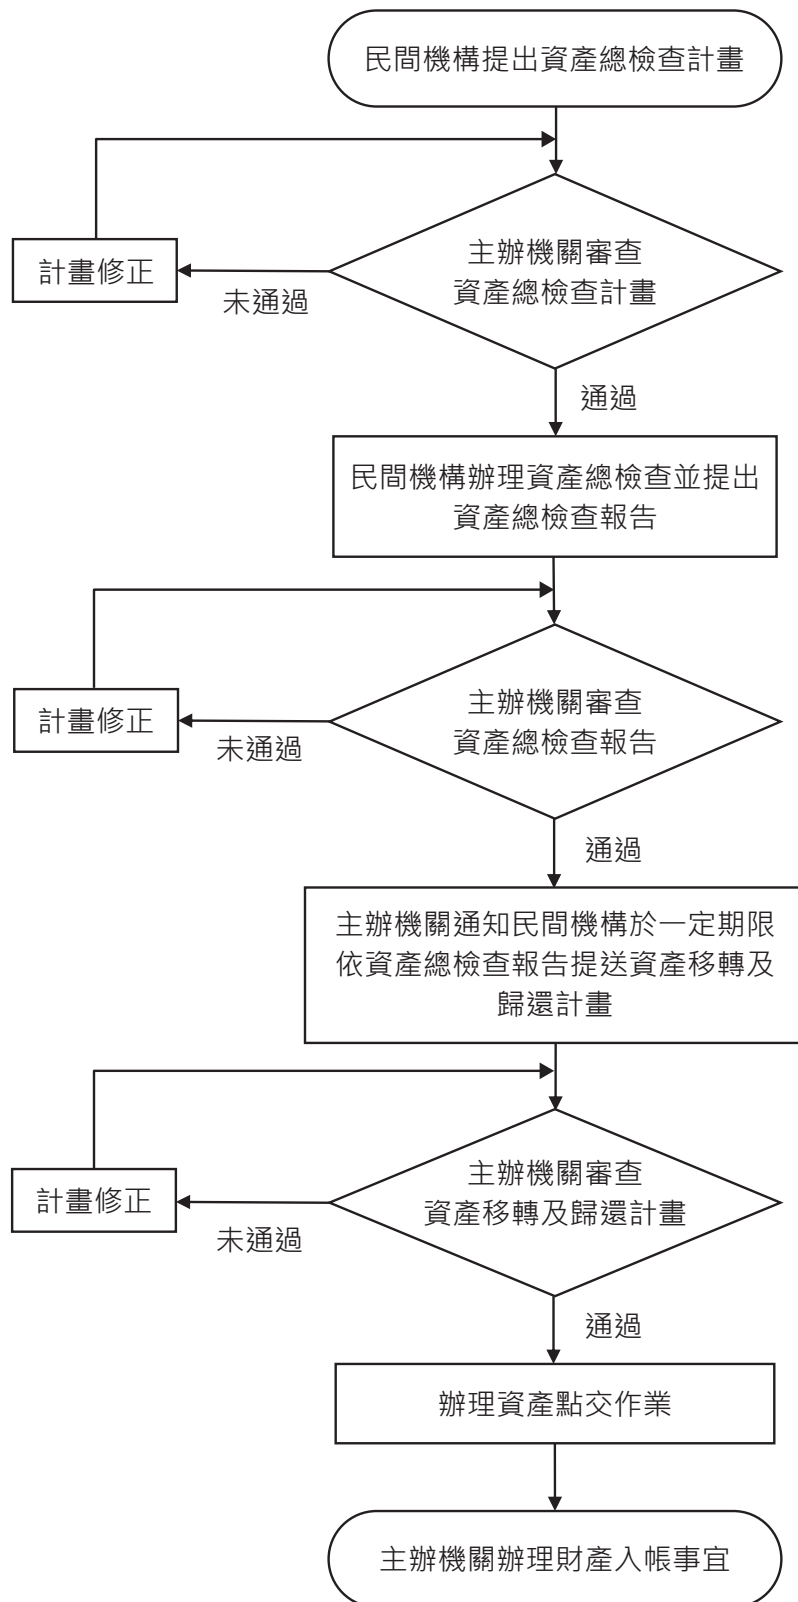 民間機構提出資產總檢查計畫
主辦機關審查
資產總檢查計畫
計畫修正
未通過
通過
民間機構辦理資產總檢查並提出
資產總檢查報告
主辦機關審查
資產總檢查報告
計畫修正
未通過
通過
主辦機關通知民間機構於一定期限
依資產總檢查報告提送資產移轉及
歸還計畫
主辦機關審查
資產移轉及歸還計畫
計畫修正
未通過
通過
辦理資產點交作業
主辦機關辦理財產入帳事宜